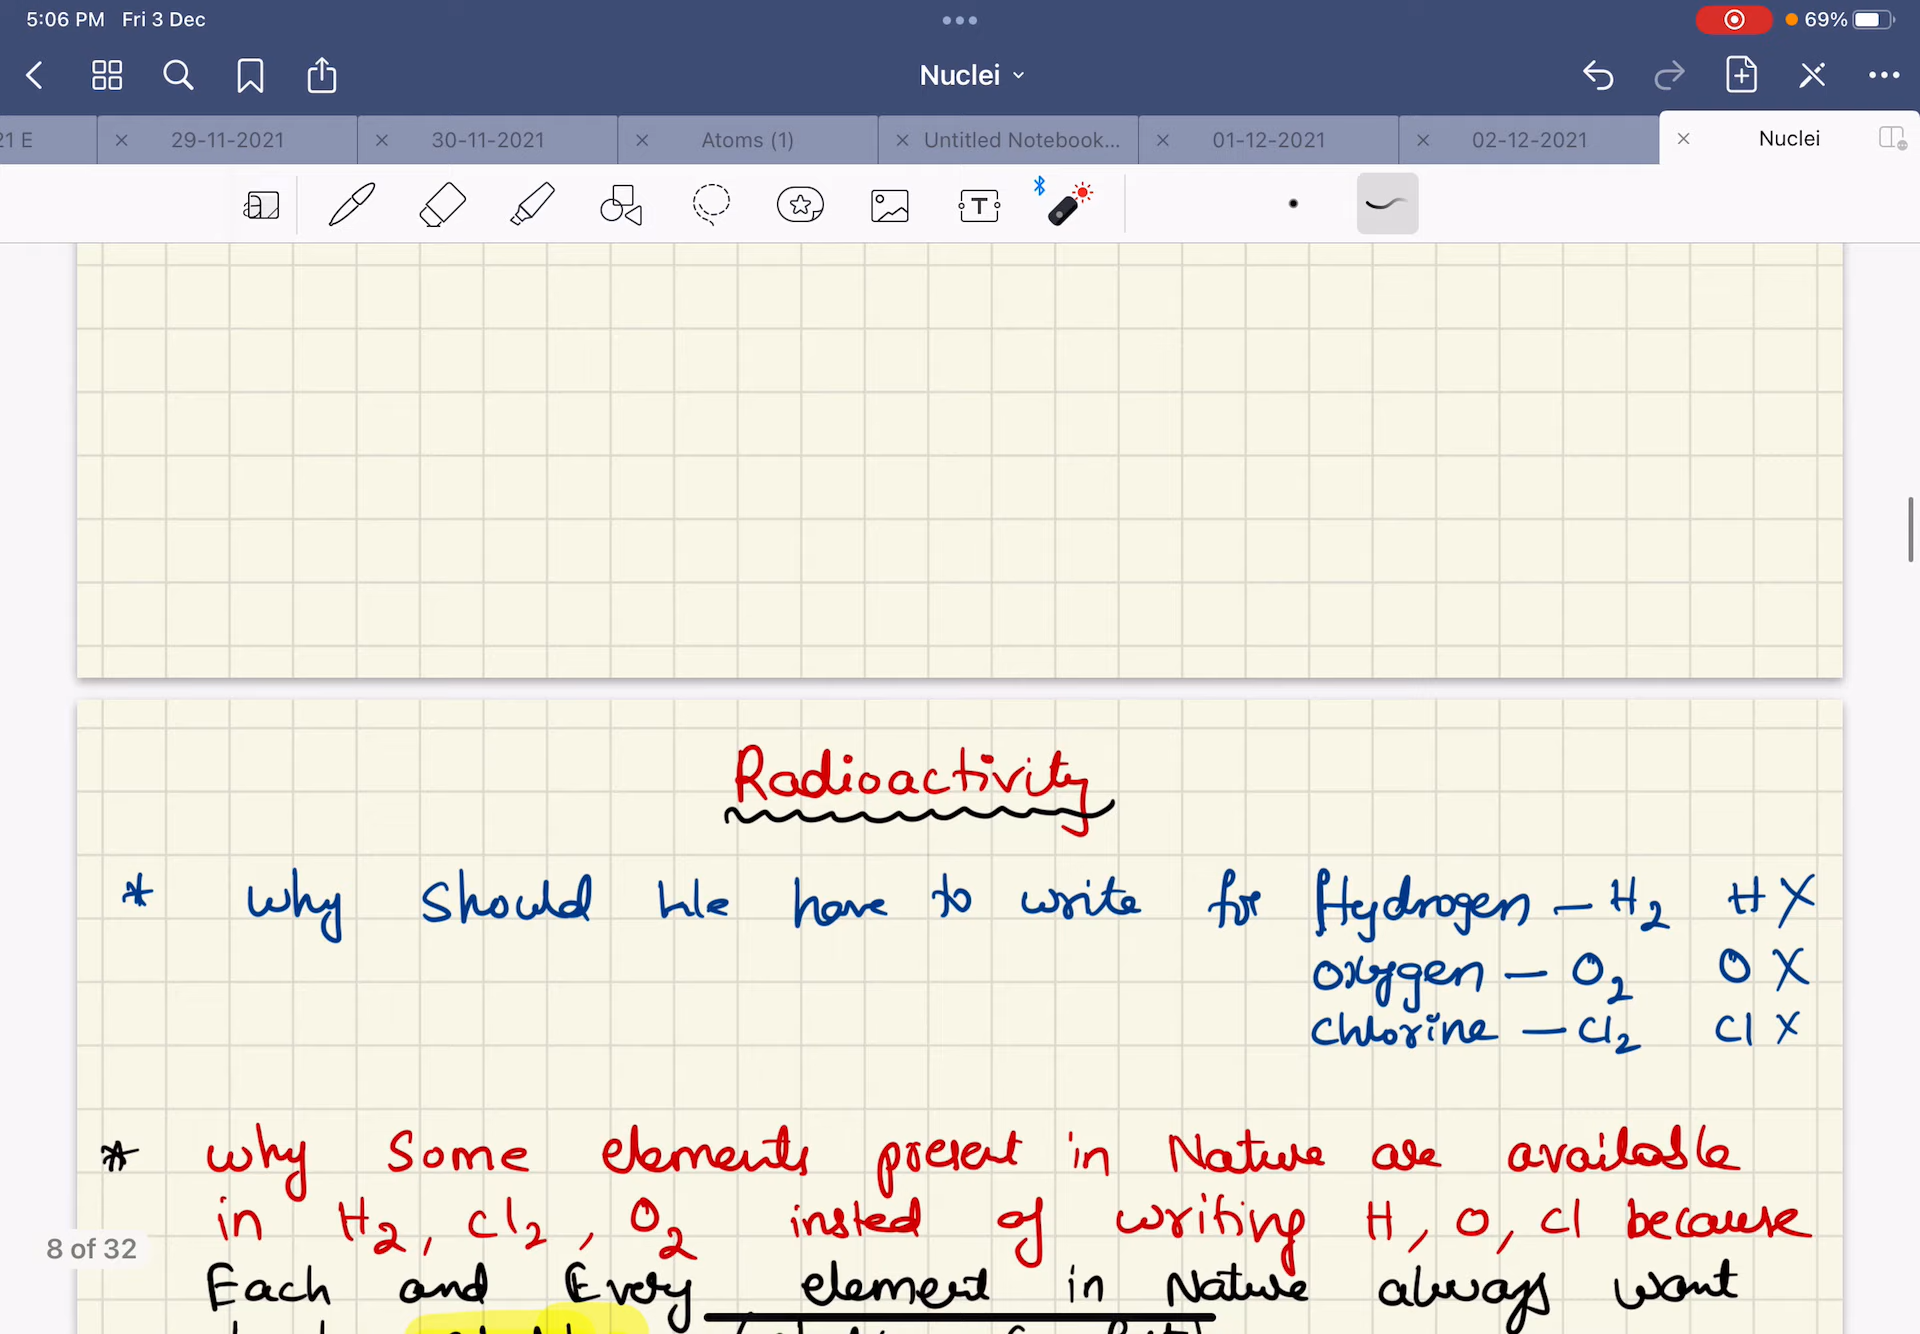 5:06 PM Fri 3 Dec
69%
Nuclei
21 E
29-11-2021
30-11-2021
Atoms (1)
Untitled Notebook...
01-12-2021
02-12-2021
Nuclei
T
Radioactivity
* Why should We have to write for Hydrogen – H2 H X
Oxygen – O2 O X
Chlorine – Cl2 Cl X
* why Some elements present in Nature are available
in H2, Cl2, O2 insted of writing H, O, Cl because
8 of 32
Each and Every element in Nature always want